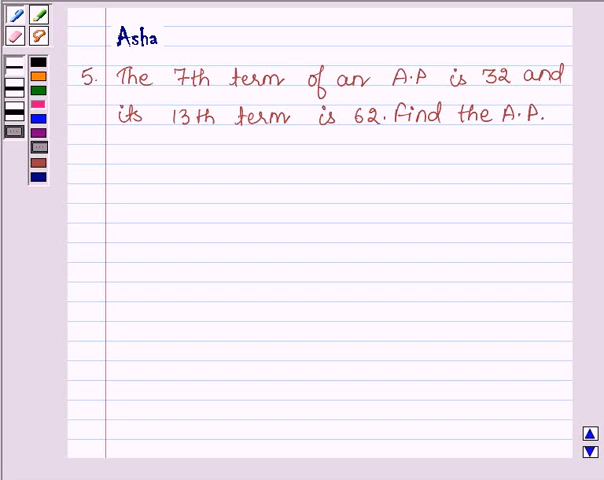 Asha
5. The 7th term of an A.P is 32 and
its 13th term is 62. Find the A.P.